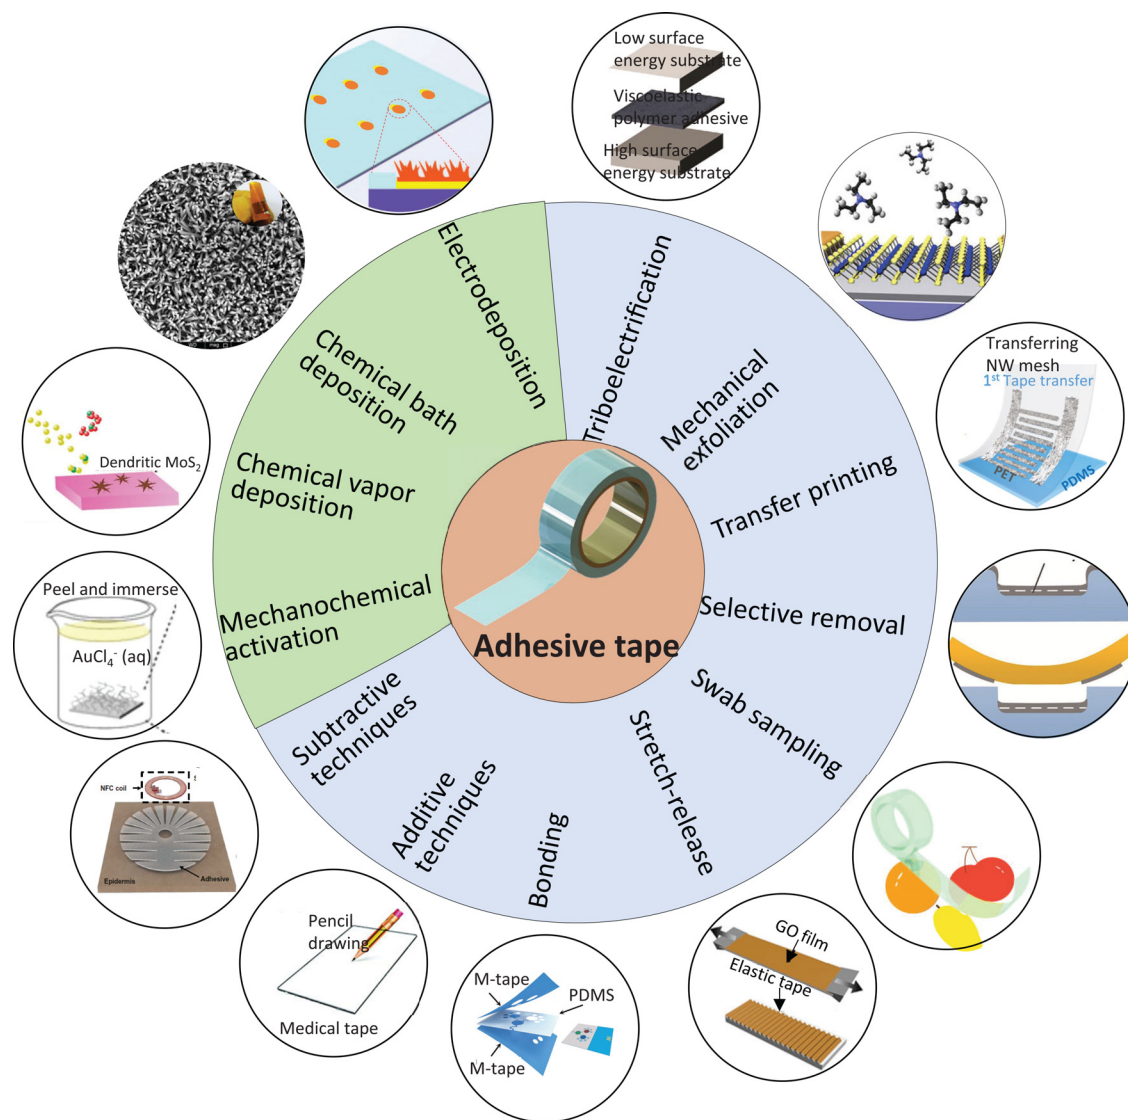 Low surface
energy substrate
Viscoelastic
polymer adhesive
High surface
energy substrate
Transferring
NW mesh
1st Tape transfer
PET
PDMS
Dendritic MoS2
Peel and immerse
AuCl4- (aq)
NFC coil
Epidermis
Adhesive
Pencil
drawing
Medical tape
M-tape
PDMS
M-tape
GO film
Elastic tape
Electrodeposition
Chemical bath
deposition
Chemical vapor
deposition
Mechanochemical
activation
Triboelectrification
Mechanical
exfoliation
Transfer printing
Selective removal
Swab sampling
Stretch-release
Bonding
Additive
techniques
Subtractive
techniques
Adhesive tape